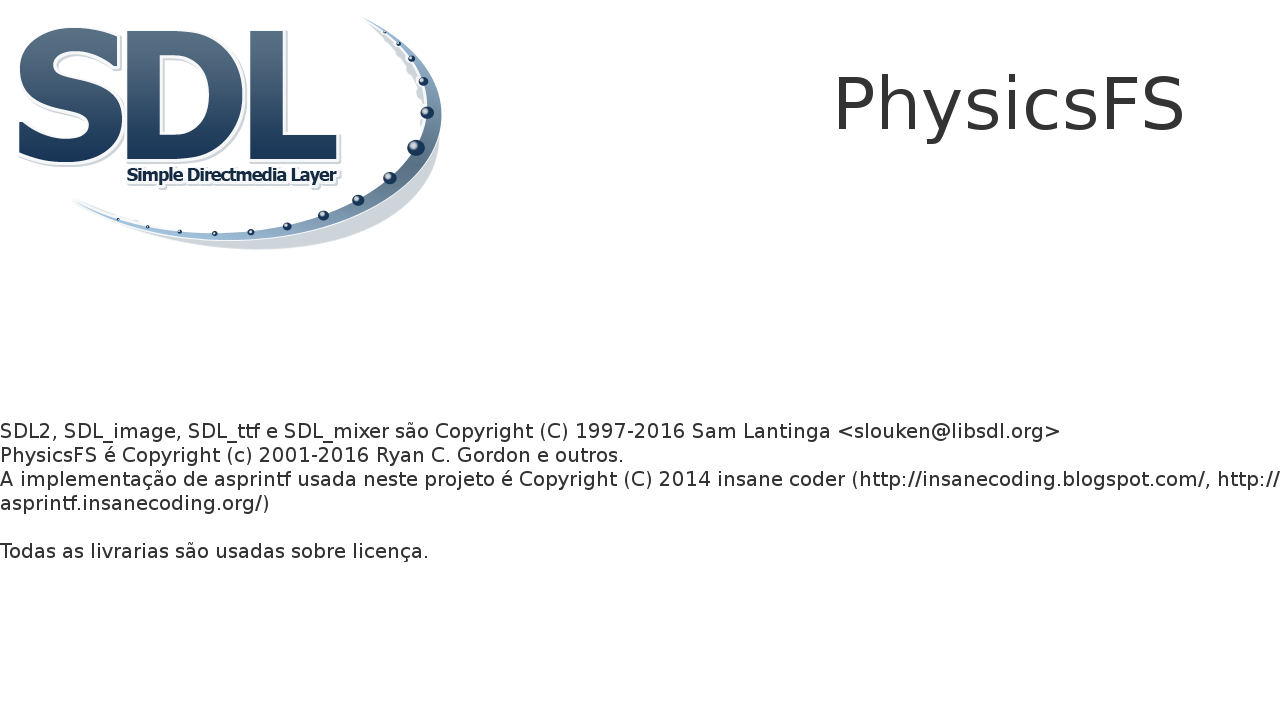 SDL
Simple Directmedia Layer
PhysicsFS
SDL2, SDL_image, SDL_ttf e SDL_mixer são Copyright (C) 1997-2016 Sam Lantinga <slouken@libsdl.org>
PhysicsFS é Copyright (c) 2001-2016 Ryan C. Gordon e outros.
A implementação de asprintf usada neste projeto é Copyright (C) 2014 insane coder (http://insanecoding.blogspot.com/, http://
asprintf.insanecoding.org/)
Todas as livrarias são usadas sobre licença.